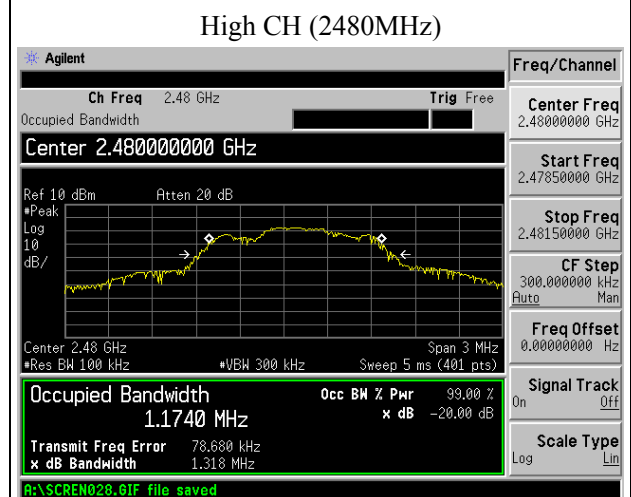 High CH (2480MHz)
Agilent
Freq/Channel
Ch Freq 2.48 GHz Trig Free
Occupied Bandwidth
Center Freq
2.48000000 GHz
Center 2.480000000 GHz
Start Freq
2.47850000 GHz
Ref 10 dBm Atten 20 dB
#Peak
Log
10
dB/
Stop Freq
2.48150000 GHz
CF Step
300.000000 kHz
Auto Man
Freq Offset
0.00000000 Hz
Center 2.48 GHz Span 3 MHz
#Res BW 100 kHz #VBW 300 kHz Sweep 5 ms (401 pts)
Signal Track
On Off
Occupied Bandwidth Occ BW % Pwr 99.00 %
1.1740 MHz x dB -20.00 dB
Transmit Freq Error 78.680 kHz
x dB Bandwidth 1.318 MHz
Scale Type
Log Lin
A:\SCREN028.GIF file saved